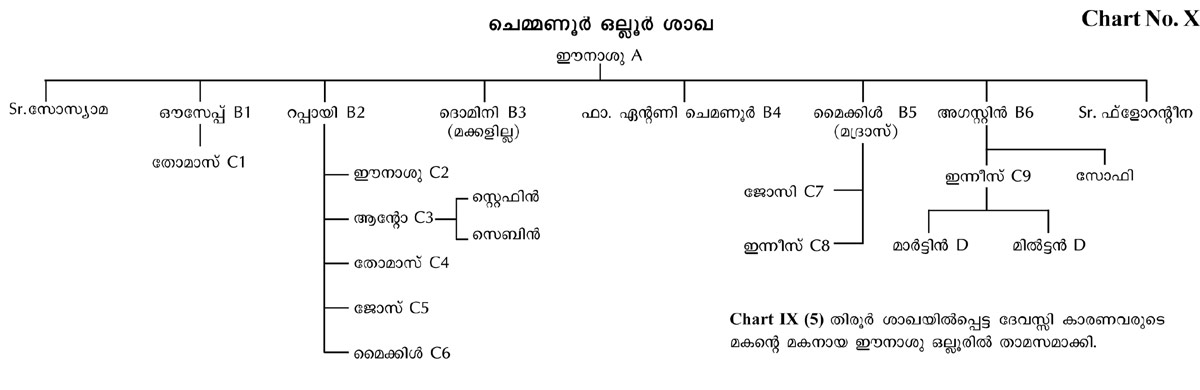 Chart No. X
ചെമ്മണൂർ ഒല്ലൂർ ശാഖ
ഈനാശു A
Sr.സോസ്യാമ
ഔസേപ്പ് B1
റപ്പായി B2
ദൊമിനി B3
(മക്കളില്ല)
ഫാ. ഏന്റണി ചെമണൂർ B4
മൈക്കിൾ B5
(മദ്രാസ്)
അഗസ്റ്റിൻ B6
Sr. ഫ്ളോറന്റീന
തോമാസ് C1
ഈനാശു C2
ആന്റോ C3
സ്റ്റെഫിൻ
സെബിൻ
തോമാസ് C4
ജോസ് C5
മൈക്കിൾ C6
ജോസി C7
ഇന്നീസ് C8
ഇന്നീസ് C9
സോഫി
മാർട്ടിൻ D
മിൽട്ടൻ D
Chart IX (5) തിരൂർ ശാഖയിൽപ്പെട്ട ദേവസ്സി കാരണവരുടെ
മകന്റെ മകനായ ഈനാശു ഒല്ലൂരിൽ താമസമാക്കി.